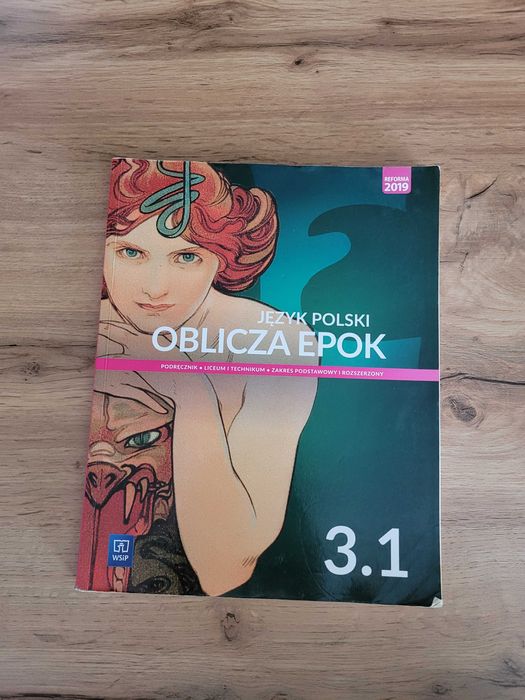 REFORMA
2019
JĘZYK POLSKI
OBLICZA EPOK
PODRĘCZNIK • LICEUM I TECHNIKUM • ZAKRES PODSTAWOWY I ROZSZERZONY
WSiP
3.1